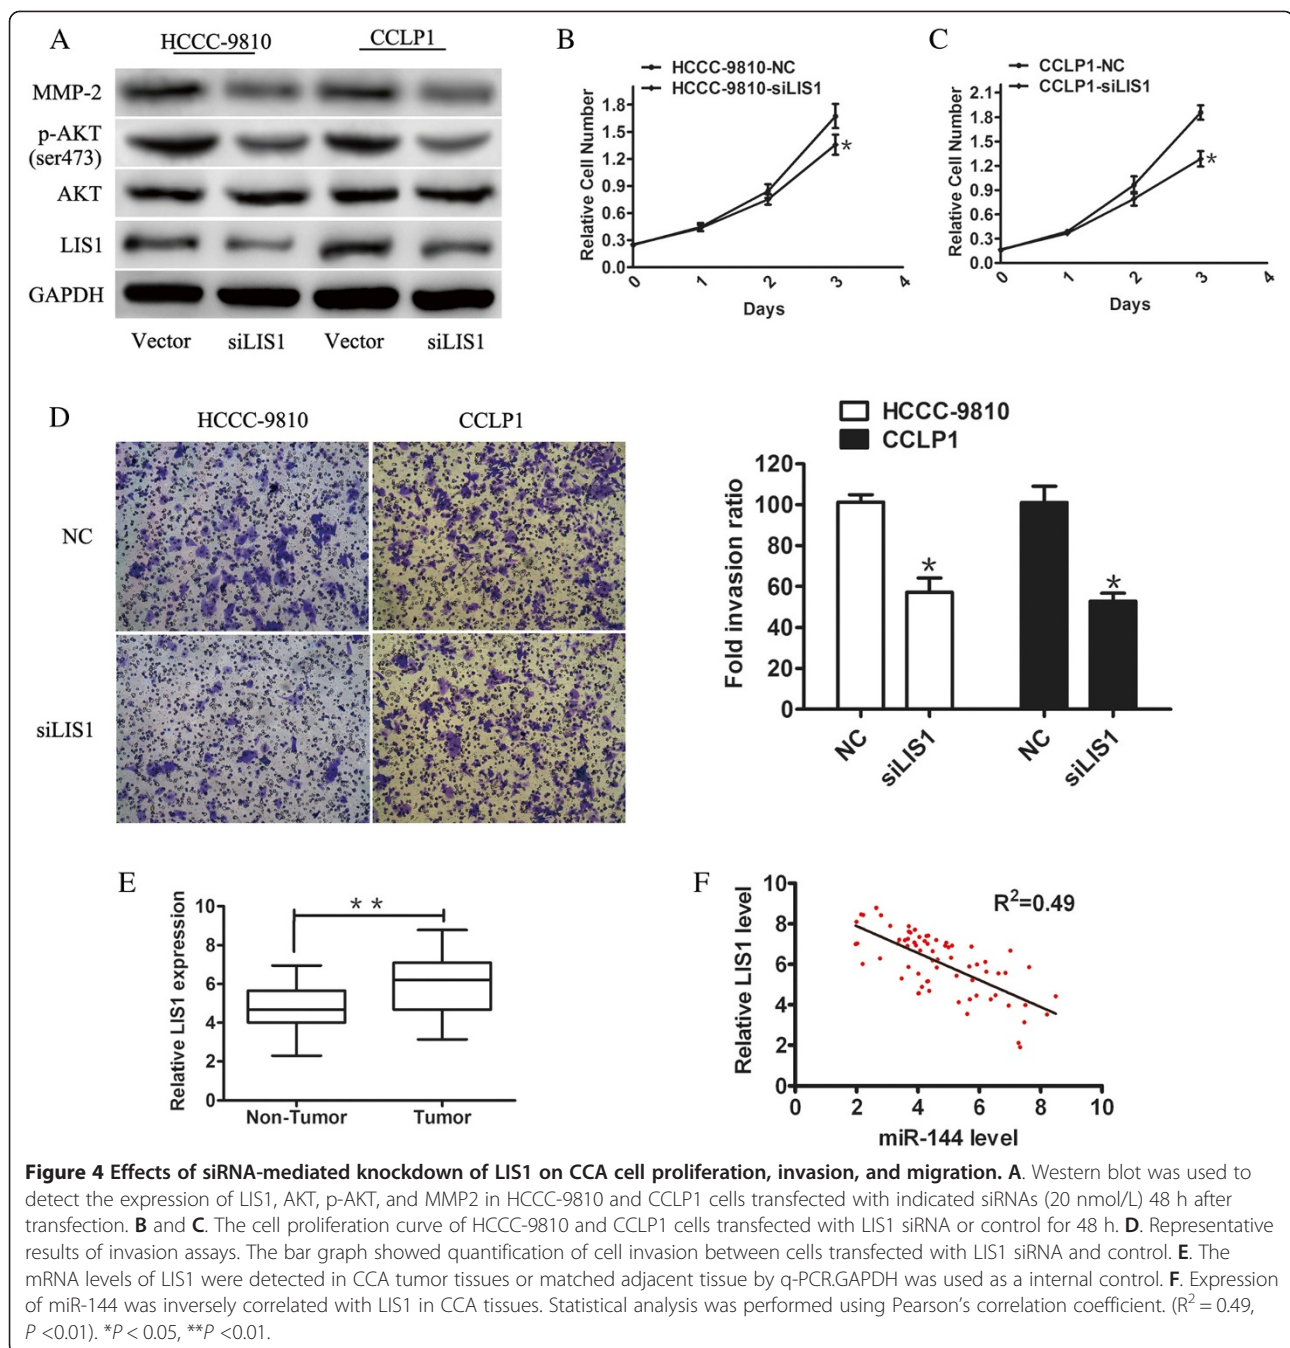 A
HCCC-9810
CCLP1
MMP-2
p-AKT
(ser473)
AKT
LIS1
GAPDH
Vector
siLIS1
Vector
siLIS1
B
HCCC-9810-NC
HCCC-9810-siLIS1
Relative Cell Number
1.8
1.5
1.2
0.9
0.6
0.3
0.0
*
0
1
2
3
4
Days
C
CCLP1-NC
CCLP1-siLIS1
Relative Cell Number
2.1
1.8
1.5
1.2
0.9
0.6
0.3
0.0
*
0
1
2
3
4
Days
D
HCCC-9810
CCLP1
NC
siLIS1
HCCC-9810
CCLP1
Fold invasion ratio
120
100
80
60
40
20
0
*
*
NC
siLIS1
NC
siLIS1
E
Relative LIS1 expression
10
8
6
4
2
0
* *
Non-Tumor
Tumor
F
Relative LIS1 level
10
8
6
4
2
0
R²=0.49
0
2
4
6
8
10
miR-144 level
Figure 4 Effects of siRNA-mediated knockdown of LIS1 on CCA cell proliferation, invasion, and migration. A. Western blot was used to
detect the expression of LIS1, AKT, p-AKT, and MMP2 in HCCC-9810 and CCLP1 cells transfected with indicated siRNAs (20 nmol/L) 48 h after
transfection. B and C. The cell proliferation curve of HCCC-9810 and CCLP1 cells transfected with LIS1 siRNA or control for 48 h. D. Representative
results of invasion assays. The bar graph showed quantification of cell invasion between cells transfected with LIS1 siRNA and control. E. The
mRNA levels of LIS1 were detected in CCA tumor tissues or matched adjacent tissue by q-PCR.GAPDH was used as a internal control. F. Expression
of miR-144 was inversely correlated with LIS1 in CCA tissues. Statistical analysis was performed using Pearson's correlation coefficient. (R² = 0.49,
P <0.01). *P < 0.05, **P <0.01.